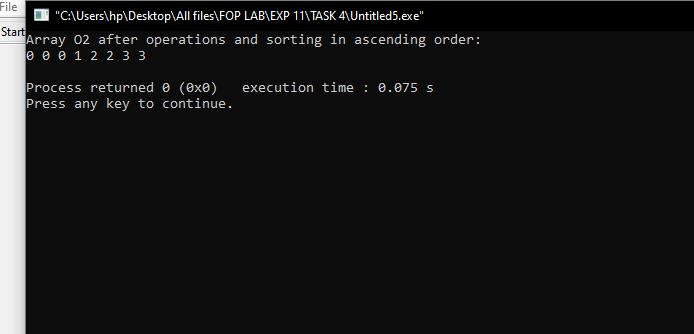 File
Start
"C:\Users\hp\Desktop\All files\FOP LAB\EXP 11\TASK 4\Untitled5.exe"
Array O2 after operations and sorting in ascending order:
0 0 0 1 2 2 3 3
Process returned 0 (0x0)   execution time : 0.075 s
Press any key to continue.